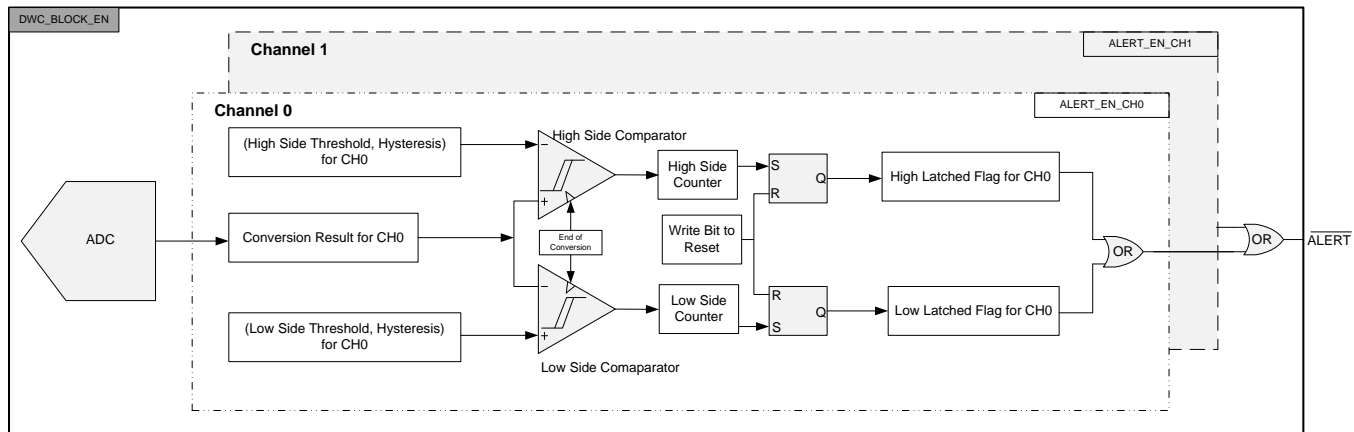 DWC_BLOCK_EN
Channel 1
ALERT_EN_CH1
Channel 0
ALERT_EN_CH0
(High Side Threshold, Hysteresis)
for CH0
High Side Comparator
−
+
High Side
Counter
S
R
Q
High Latched Flag for CH0
ADC
Conversion Result for CH0
End of
Conversion
Write Bit to
Reset
OR
OR
ALERT
(Low Side Threshold, Hysteresis)
for CH0
−
+
Low Side
Counter
R
S
Q
Low Latched Flag for CH0
Low Side Comaparator